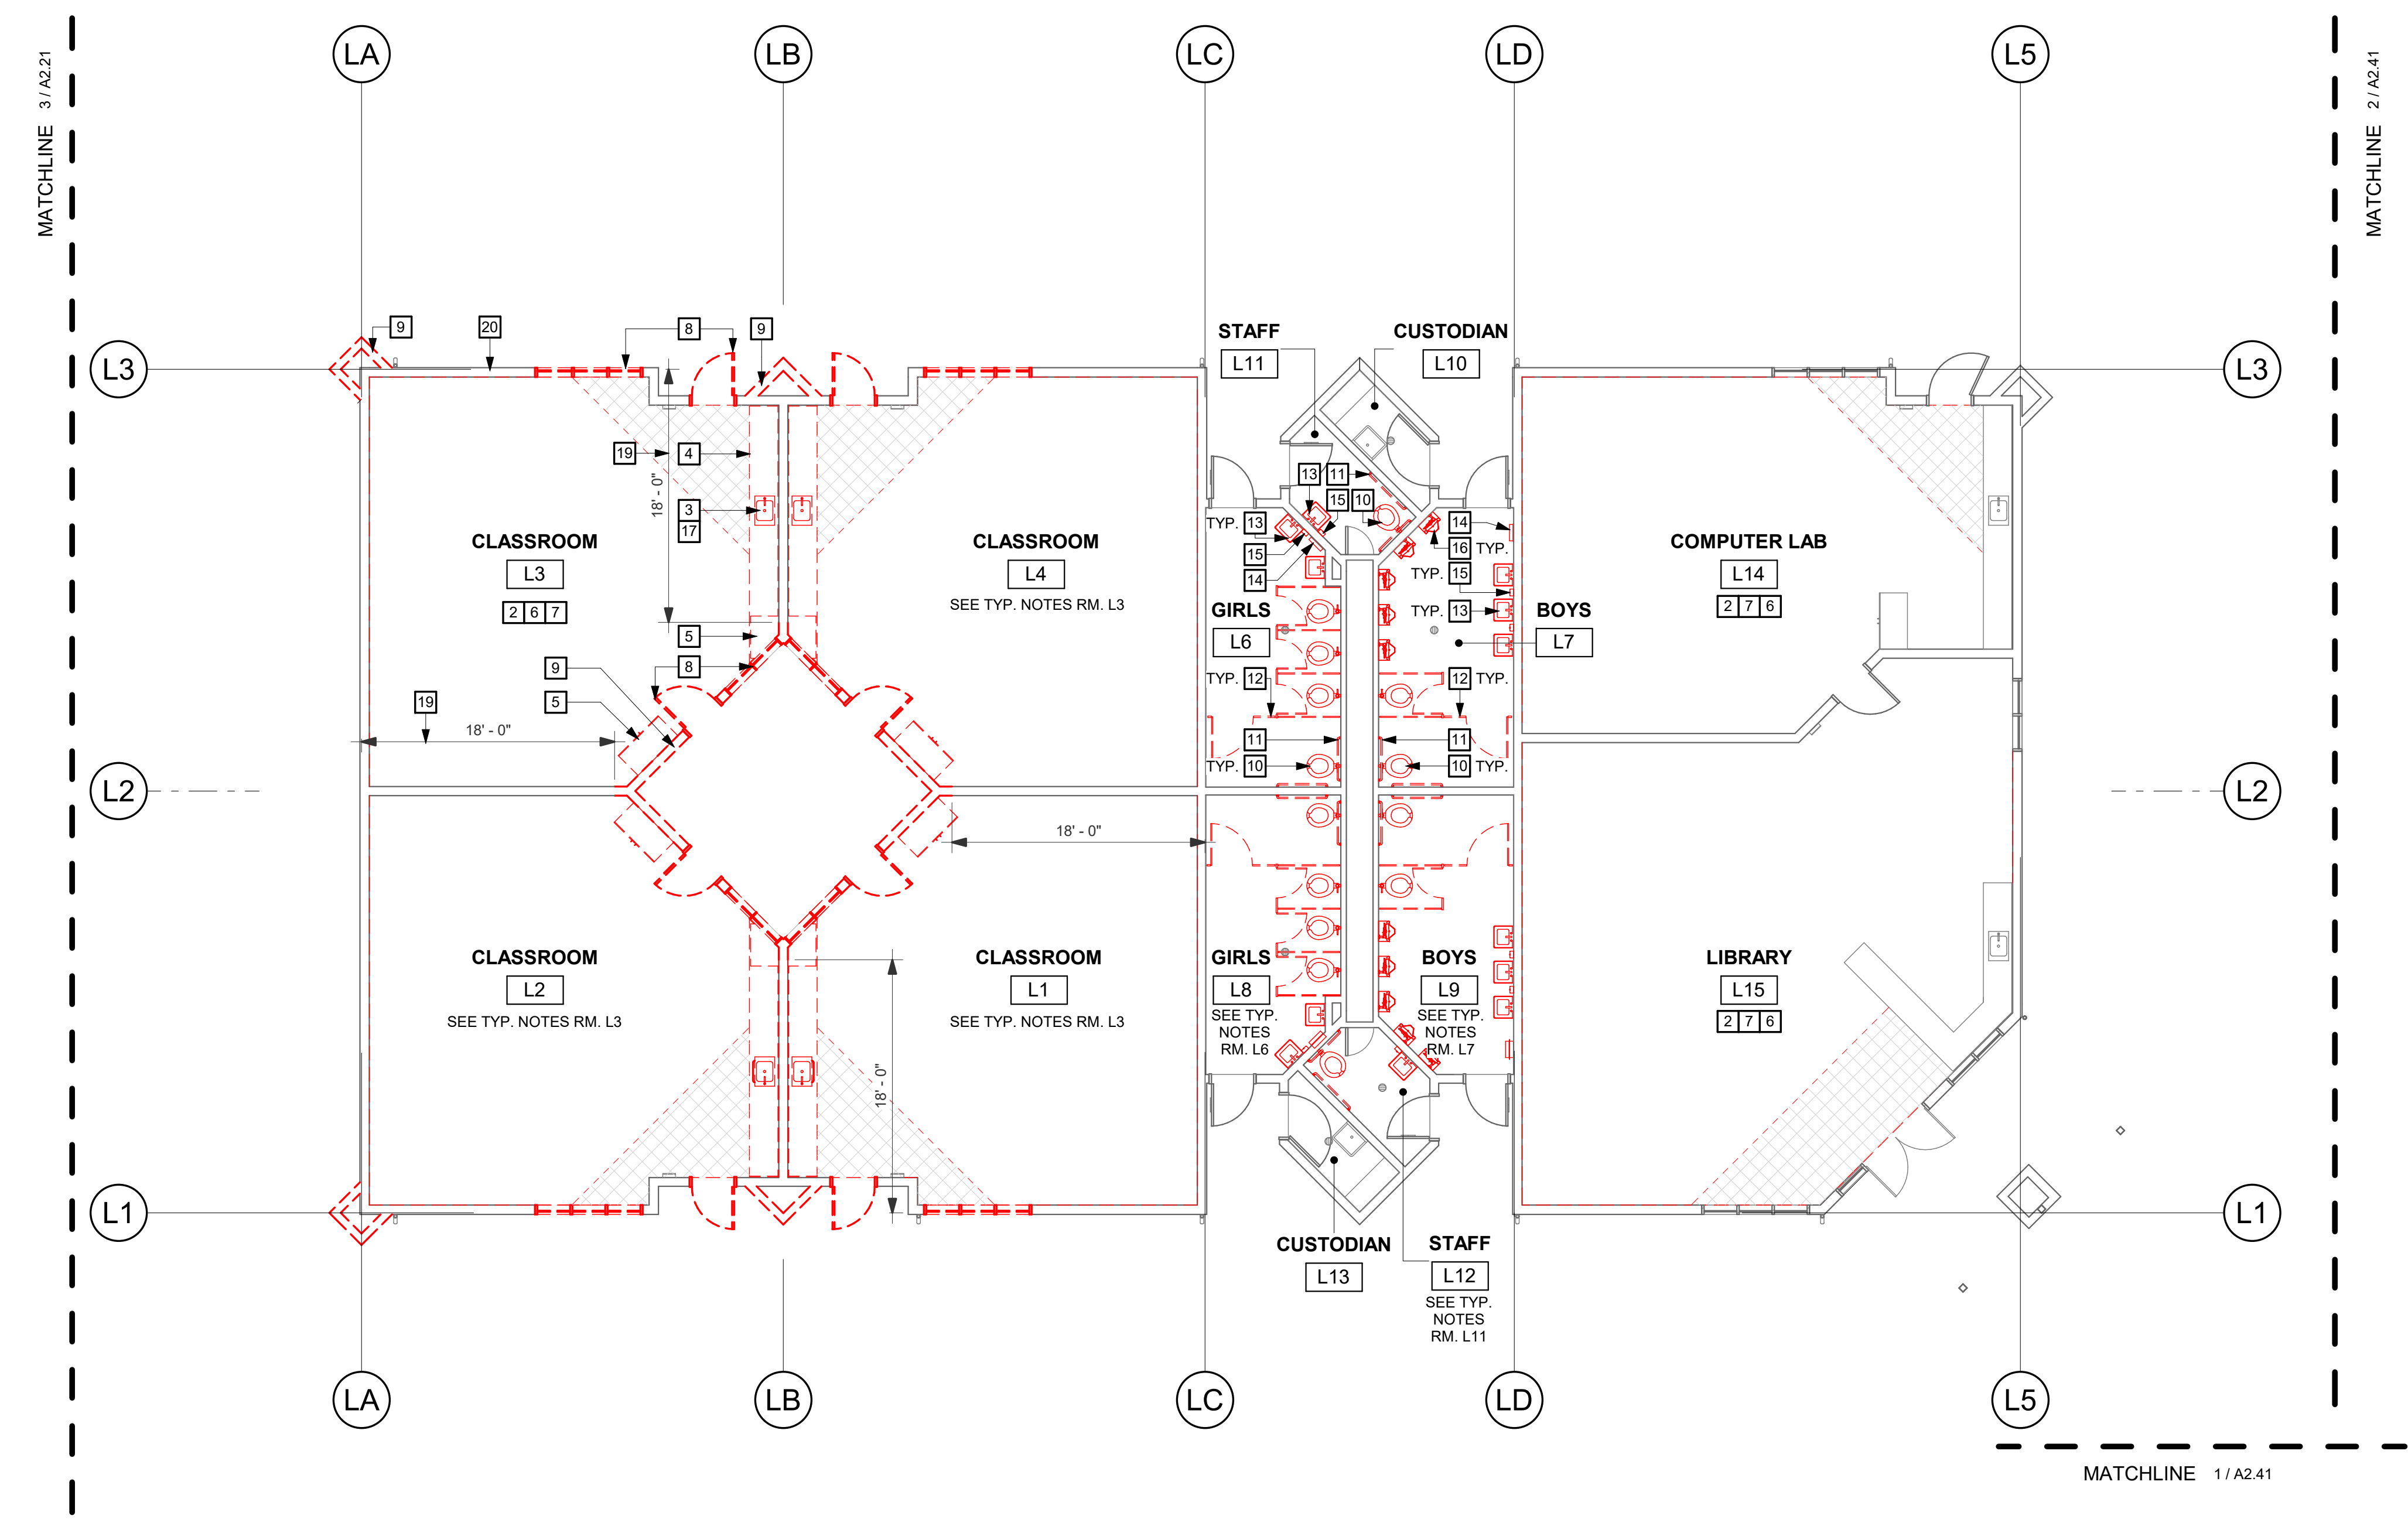 MATCHLINE 3 / A2.21
MATCHLINE 2 / A2.41
LA
LB
LC
LD
L5
L3
L3
9
20
8
9
STAFF
L11
CUSTODIAN
L10
19
4
18' - 0"
3
17
13
11
15
10
TYP. 13
15
14
14
16 TYP.
TYP. 15
TYP. 13
CLASSROOM
L3
2 6 7
CLASSROOM
L4
SEE TYP. NOTES RM. L3
GIRLS
L6
BOYS
L7
COMPUTER LAB
L14
2 7 6
5
8
9
5
19
18' - 0"
TYP. 12
12 TYP.
11
11
TYP. 10
10 TYP.
L2
L2
18' - 0"
CLASSROOM
L2
SEE TYP. NOTES RM. L3
CLASSROOM
L1
SEE TYP. NOTES RM. L3
GIRLS
L8
SEE TYP.
NOTES
RM. L6
BOYS
L9
SEE TYP.
NOTES
RM. L7
LIBRARY
L15
2 7 6
18' - 0"
L1
L1
CUSTODIAN
L13
STAFF
L12
SEE TYP.
NOTES
RM. L11
LA
LB
LC
LD
L5
MATCHLINE 1 / A2.41